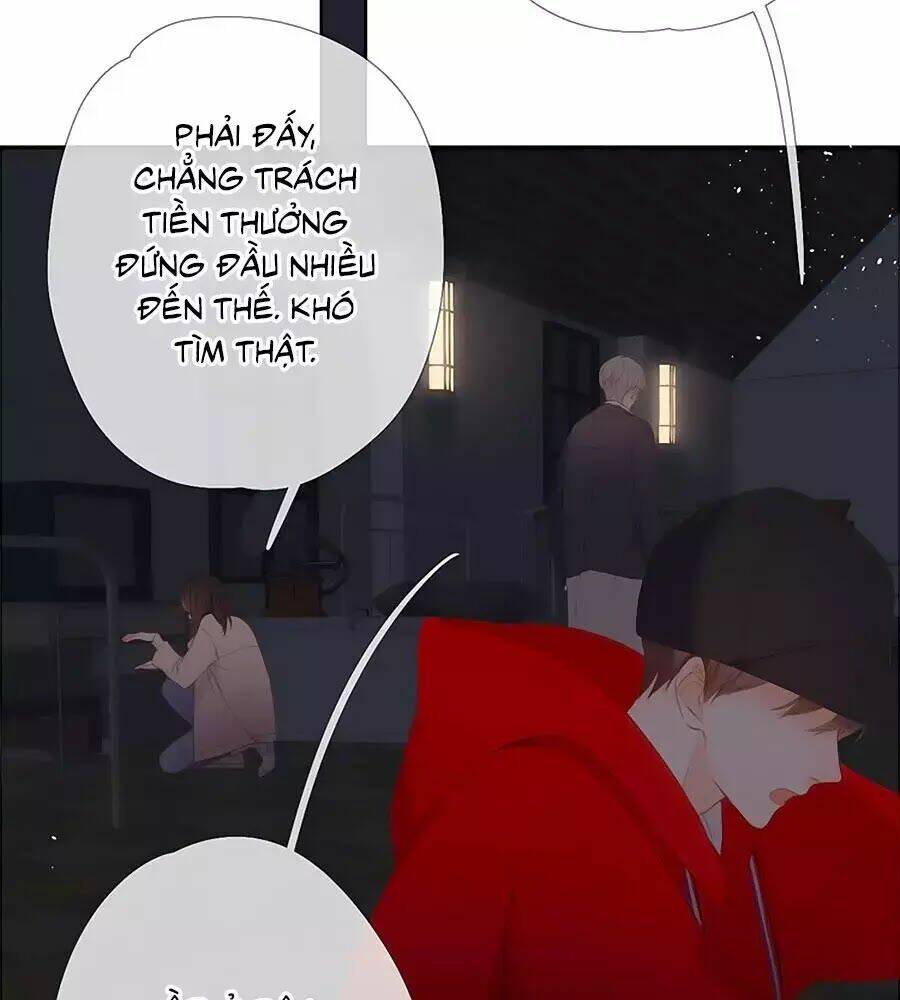 PHẢI ĐẤY,
CHẲNG TRÁCH
TIỀN THƯỞNG
ĐỨNG ĐẦU NHIỀU
ĐẾN THẾ. KHÓ
TÌM THẬT.